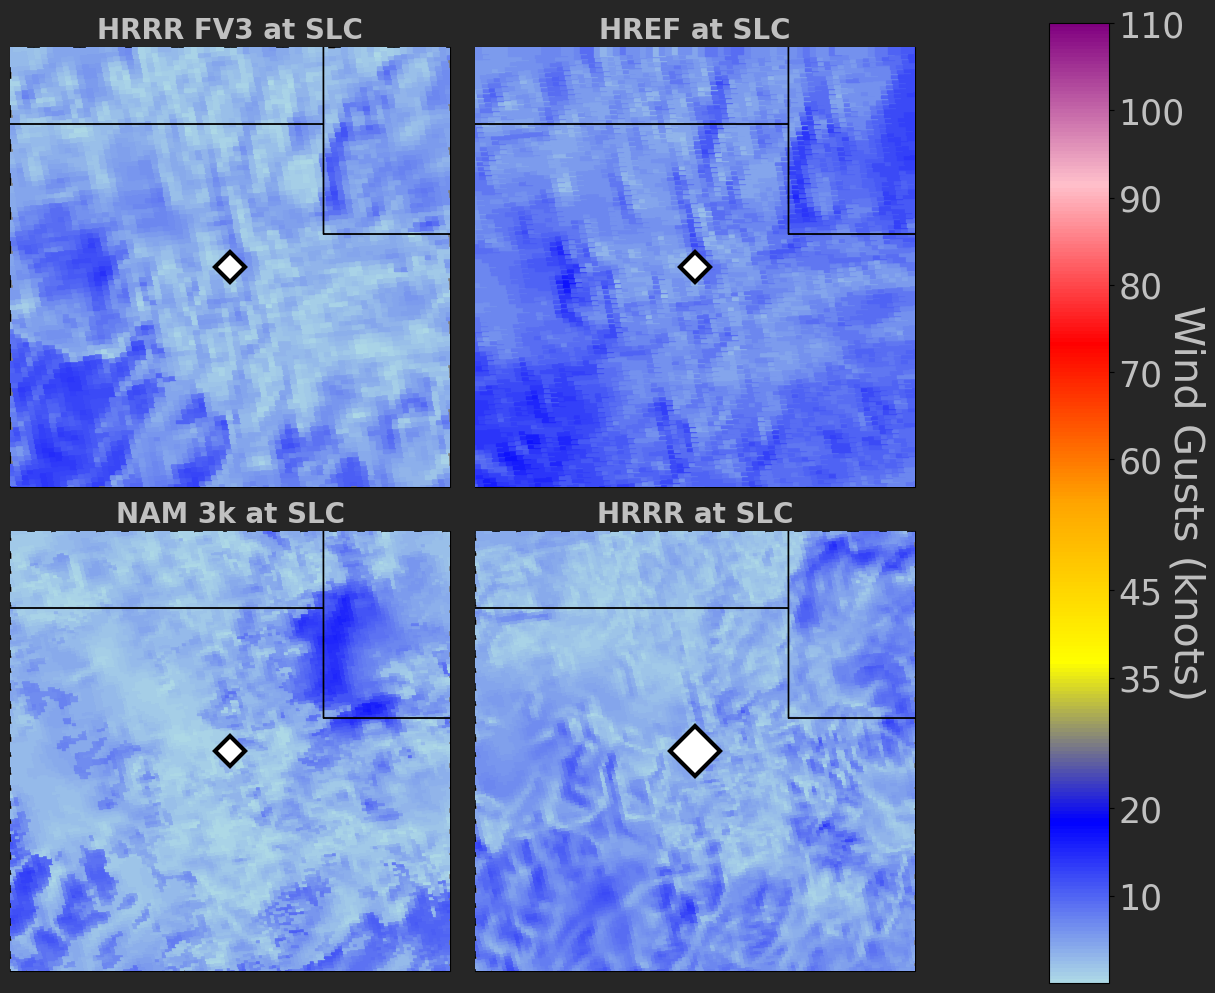 HRRR FV3 at SLC
HREF at SLC
NAM 3k at SLC
HRRR at SLC
110
100
90
80
70
60
45
35
20
10
Wind Gusts (knots)